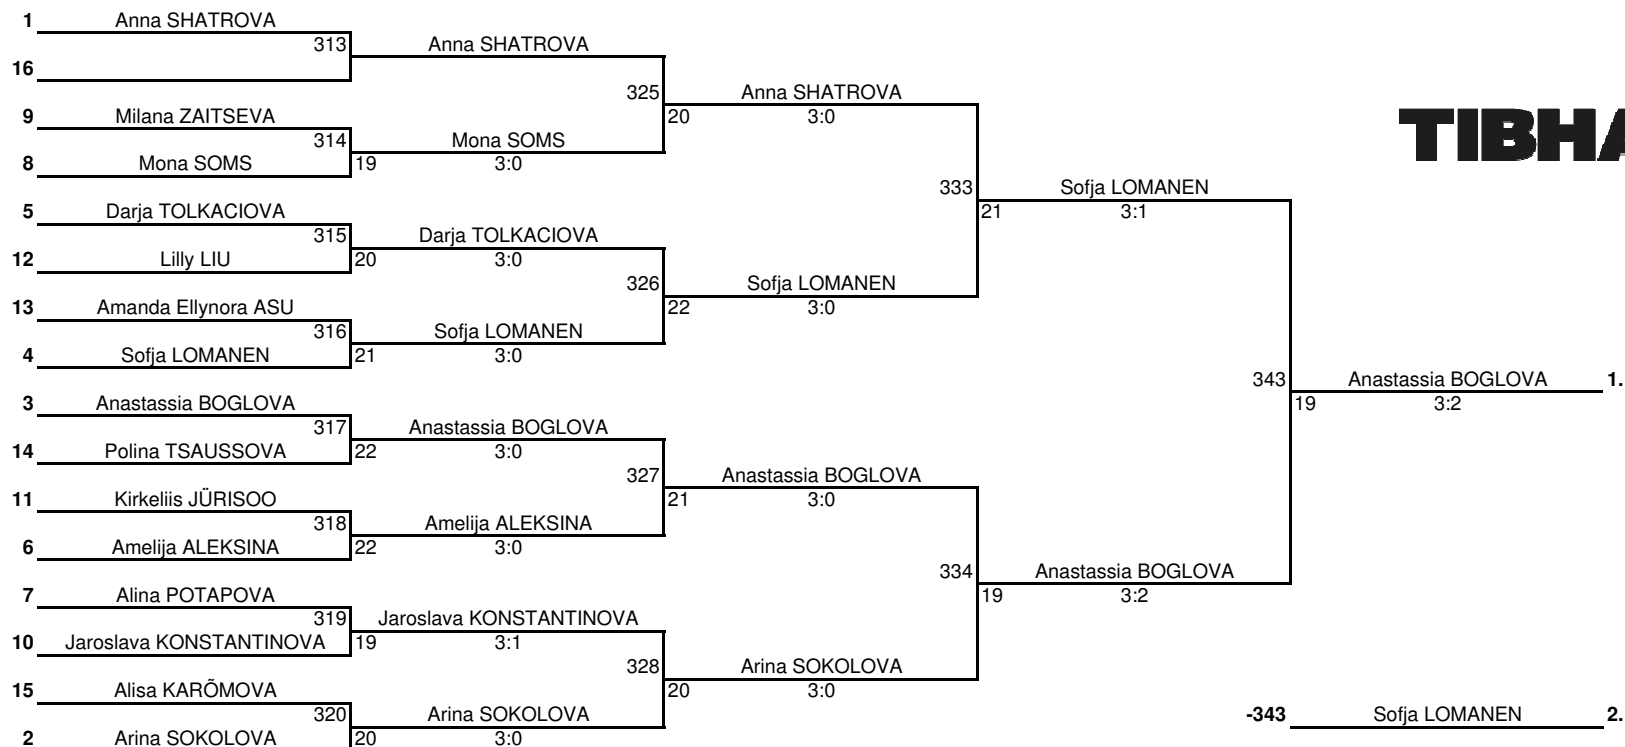 1 Anna SHATROVA
313 Anna SHATROVA
16
325 Anna SHATROVA
9 Milana ZAITSEVA 20 3:0
314 Mona SOMS
8 Mona SOMS 19 3:0
333 Sofja LOMANEN
5 Darja TOLKACIOVA 21 3:1
315 Darja TOLKACIOVA
12 Lilly LIU 20 3:0
326 Sofja LOMANEN
13 Amanda Ellynora ASU 22 3:0
316 Sofja LOMANEN
4 Sofja LOMANEN 21 3:0
343 Anastassia BOGLOVA 1.
3 Anastassia BOGLOVA 19 3:2
317 Anastassia BOGLOVA
14 Polina TSAUSSOVA 22 3:0
327 Anastassia BOGLOVA
11 Kirkeliis JÜRISOO 21 3:0
318 Amelija ALEKSINA
6 Amelija ALEKSINA 22 3:0
334 Anastassia BOGLOVA
7 Alina POTAPOVA 19 3:2
319 Jaroslava KONSTANTINOVA
10 Jaroslava KONSTANTINOVA 19 3:1
328 Arina SOKOLOVA
15 Alisa KARÕMOVA 20 3:0
320 Arina SOKOLOVA -343 Sofja LOMANEN 2.
2 Arina SOKOLOVA 20 3:0